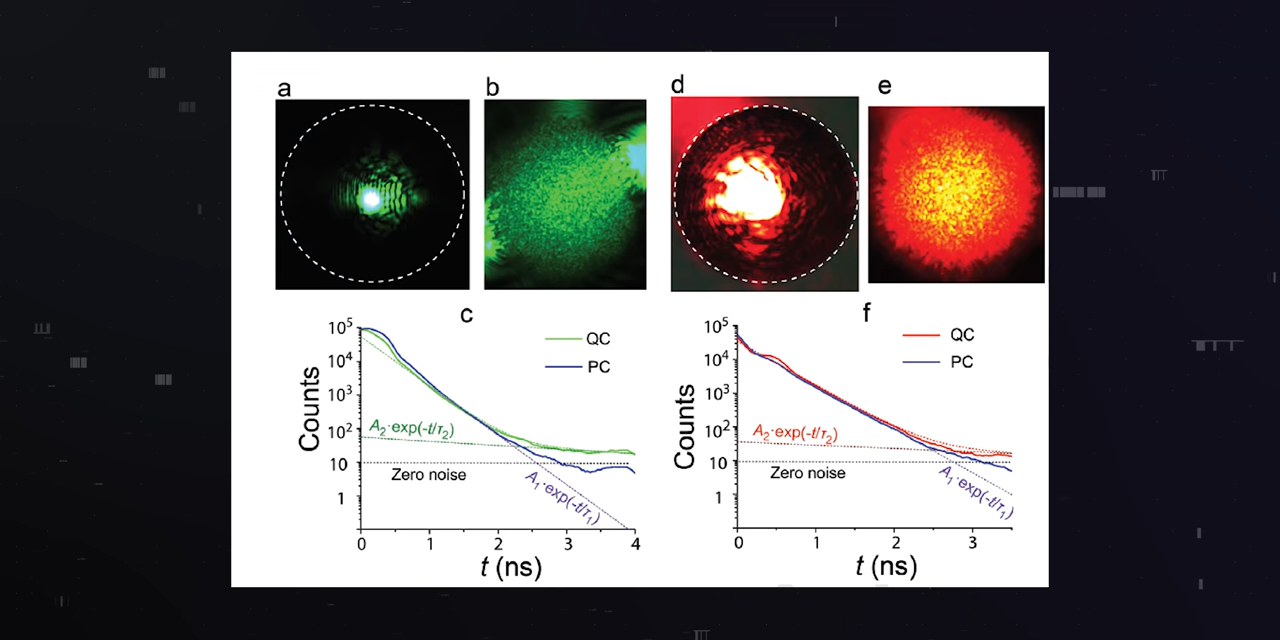 a
b
d
e
c
QC
PC
10⁵
10⁴
10³
10²
10
1
Counts
A₂·exp(-t/τ₂)
Zero noise
A₁·exp(-t/τ₁)
0 1 2 3 4
t (ns)
f
QC
PC
10⁵
10⁴
10³
10²
10
1
Counts
A₂·exp(-t/τ₂)
Zero noise
A₁·exp(-t/τ₁)
0 1 2 3
t (ns)